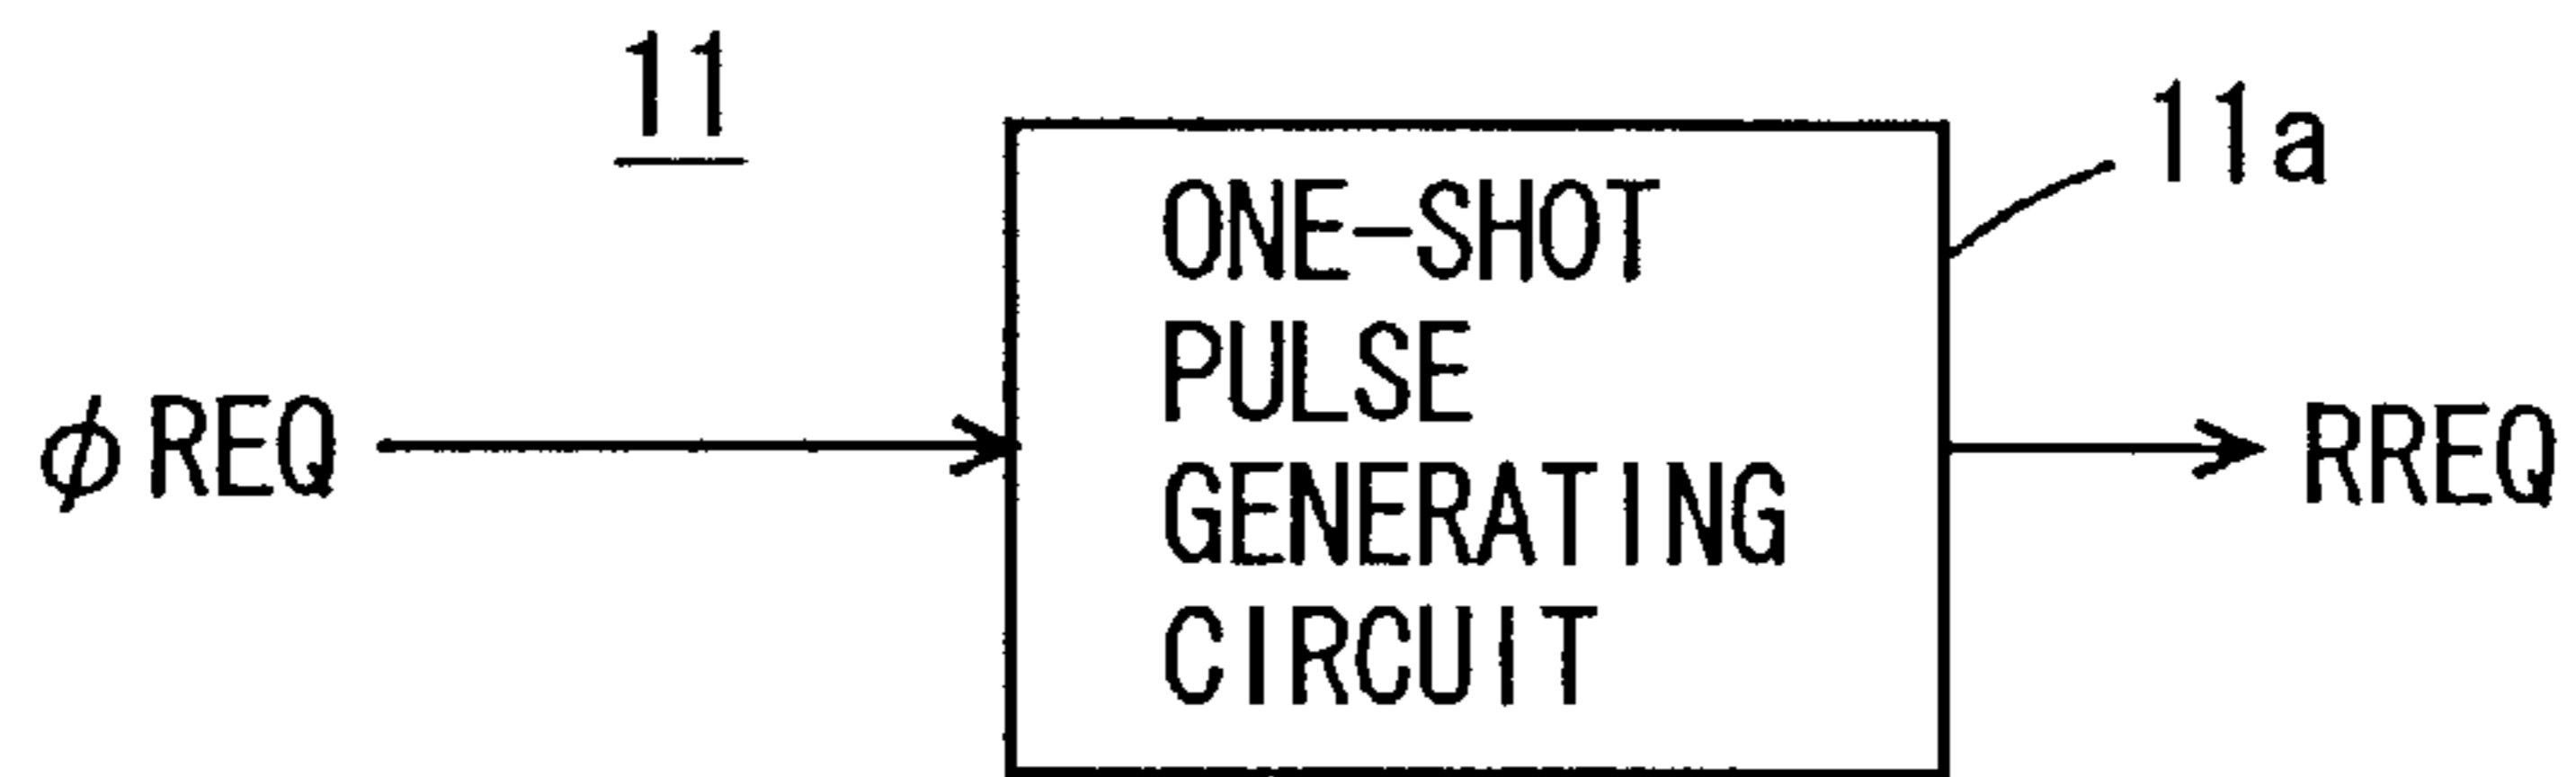 11
11a
ONE-SHOT
PULSE
GENERATING
CIRCUIT
φREQ
RREQ